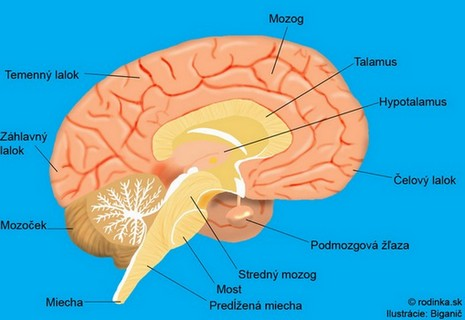 Mozog
Talamus
Temenný lalok
Hypotalamus
Záhlavný
lalok
Čelový lalok
Mozoček
Podmozgová žľaza
Stredný mozog
Most
Predĺžená miecha
Miecha
© rodinka.sk
Ilustrácie: Biganič